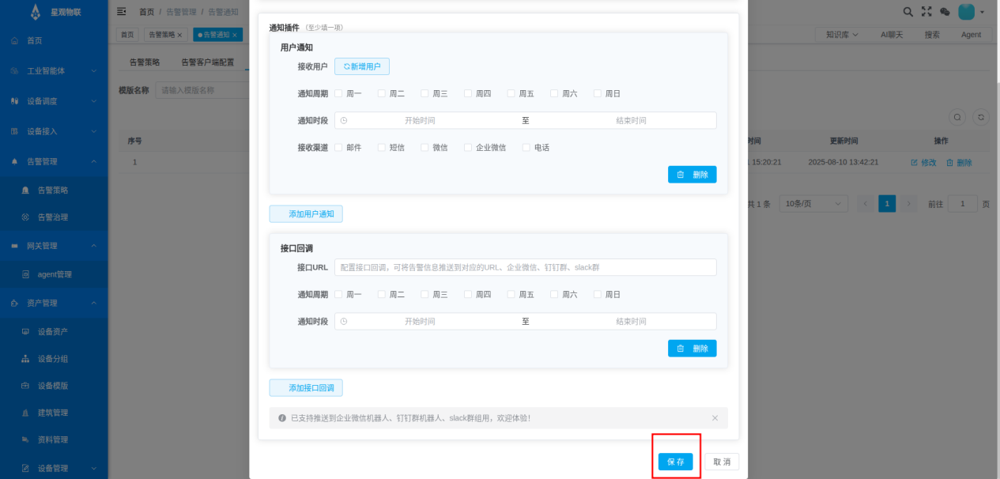 星观物联
首页 / 告警管理 / 告警通知
首页 告警策略 × 告警通知 ×
知识库 AI聊天 搜索 Agent
首页
工业智能体
设备调度
设备接入
告警管理
告警策略
告警治理
网关管理
agent管理
资产管理
设备资产
设备分组
设备模版
建筑管理
资料管理
设备管理
告警策略 告警客户端配置
模版名称 请输入模版名称
序号
1
通知插件 (至少填一项)
用户通知
接收用户 新增用户
通知周期 周一 周二 周三 周四 周五 周六 周日
通知时段 开始时间 至 结束时间
接收渠道 邮件 短信 微信 企业微信 电话
删除
添加用户通知
接口回调
接口URL 配置接口回调，可将告警信息推送到对应的URL、企业微信、钉钉群、slack群
通知周期 周一 周二 周三 周四 周五 周六 周日
通知时段 开始时间 至 结束时间
删除
添加接口回调
已支持推送到企业微信机器人、钉钉群机器人、slack群组用，欢迎体验！
保存 取消
时间 更新时间 操作
15:20:21 2025-08-10 13:42:21 修改 删除
共 1 条 10条/页 1 前往 1 页